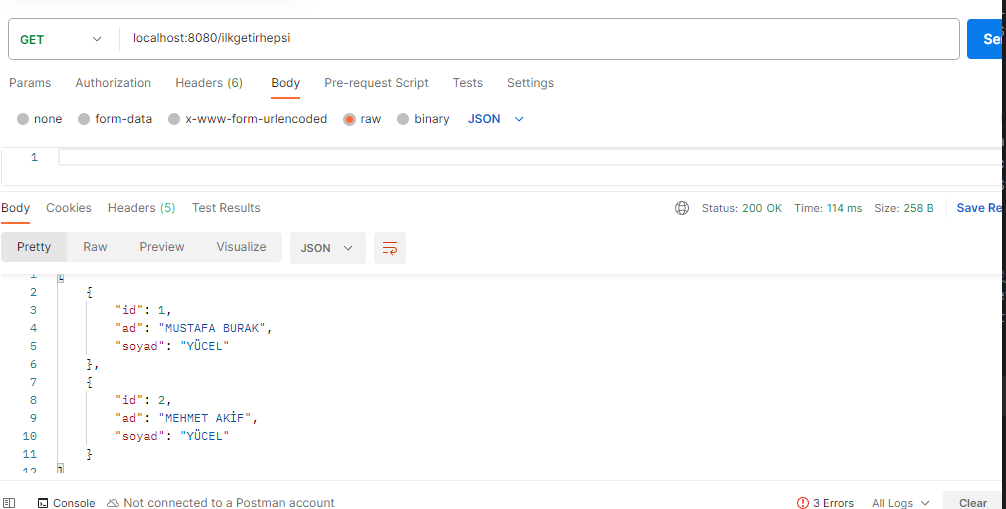 GET localhost:8080/ilkgetirhepsi
Params Authorization Headers (6) Body Pre-request Script Tests Settings
none form-data x-www-form-urlencoded raw binary JSON
1
Body Cookies Headers (5) Test Results Status: 200 OK Time: 114 ms Size: 258 B Save Re
Pretty Raw Preview Visualize JSON
1 [
2 {
3 "id": 1,
4 "ad": "MUSTAFA BURAK",
5 "soyad": "YÜCEL"
6 },
7 {
8 "id": 2,
9 "ad": "MEHMET AKİF",
10 "soyad": "YÜCEL"
11 }
12 ]
Console Not connected to a Postman account 3 Errors All Logs Clear